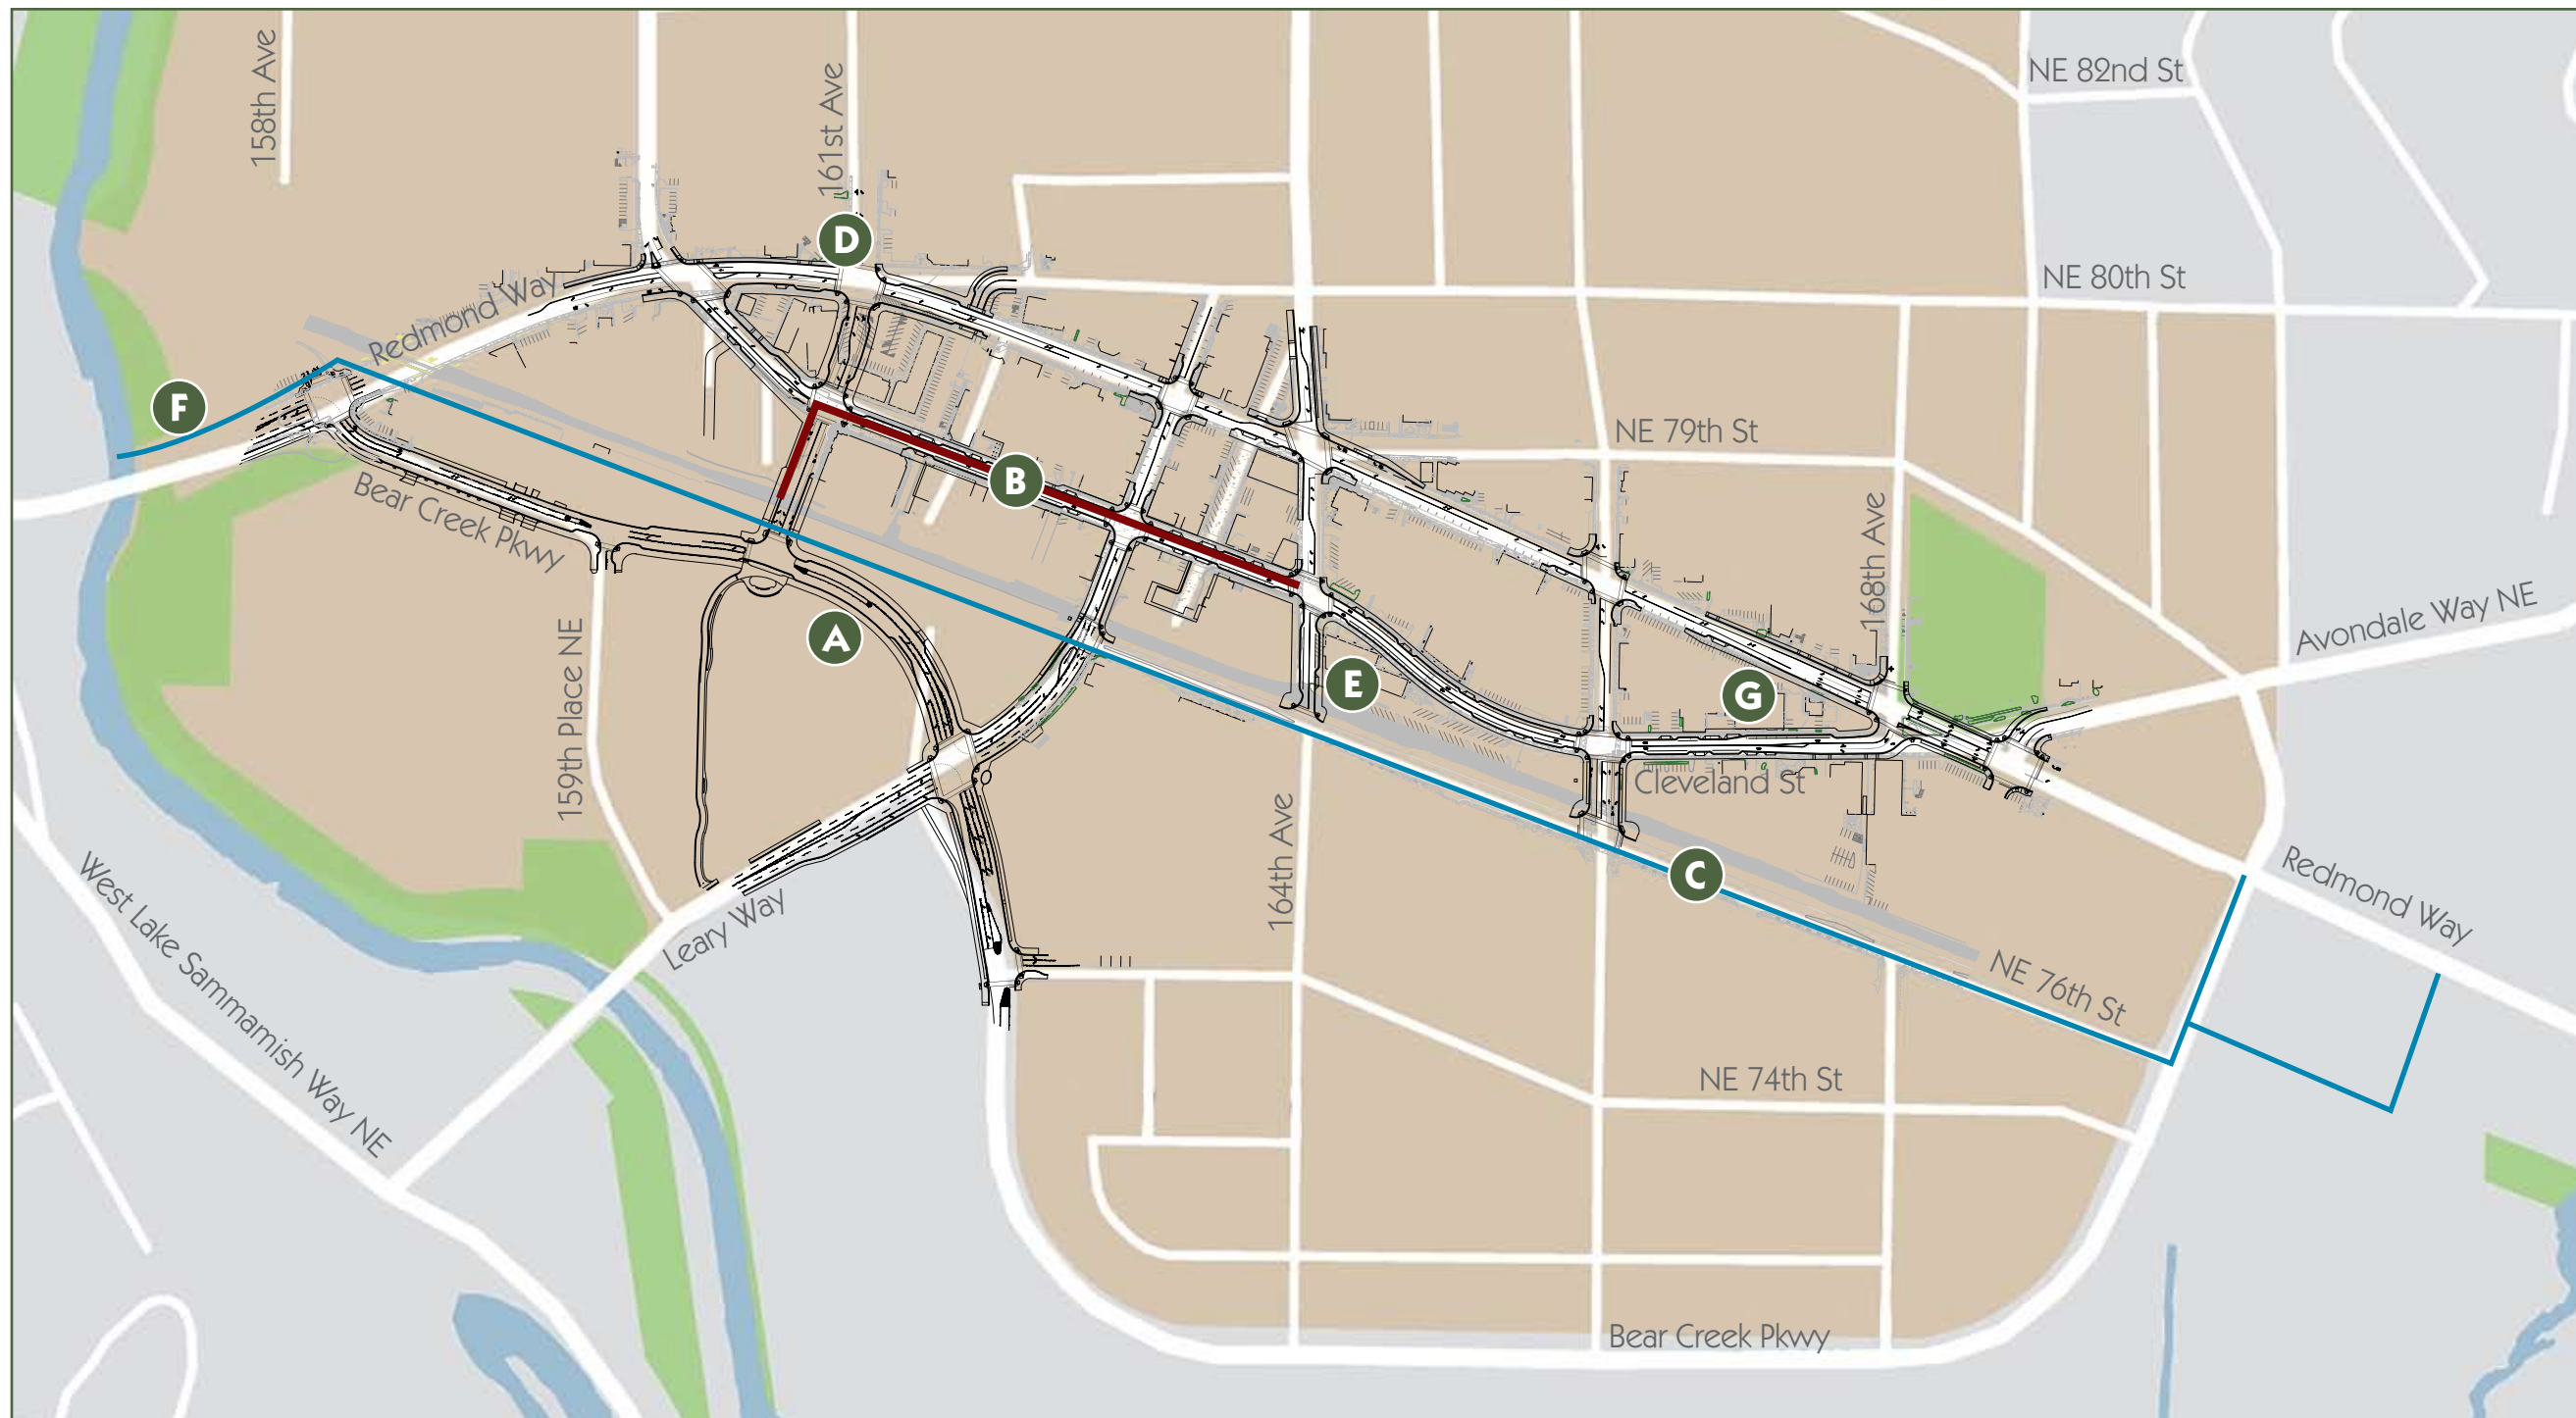 158th Ave
161st Ave
NE 82nd St
D
NE 80th St
Redmond Way
F
NE 79th St
B
Bear Creek Pkwy
168th Ave
Avondale Way NE
A
159th Place NE
E
G
Cleveland St
164th Ave
C
Redmond Way
West Lake Sammamish Way NE
Leary Way
NE 76th St
NE 74th St
Bear Creek Pkwy